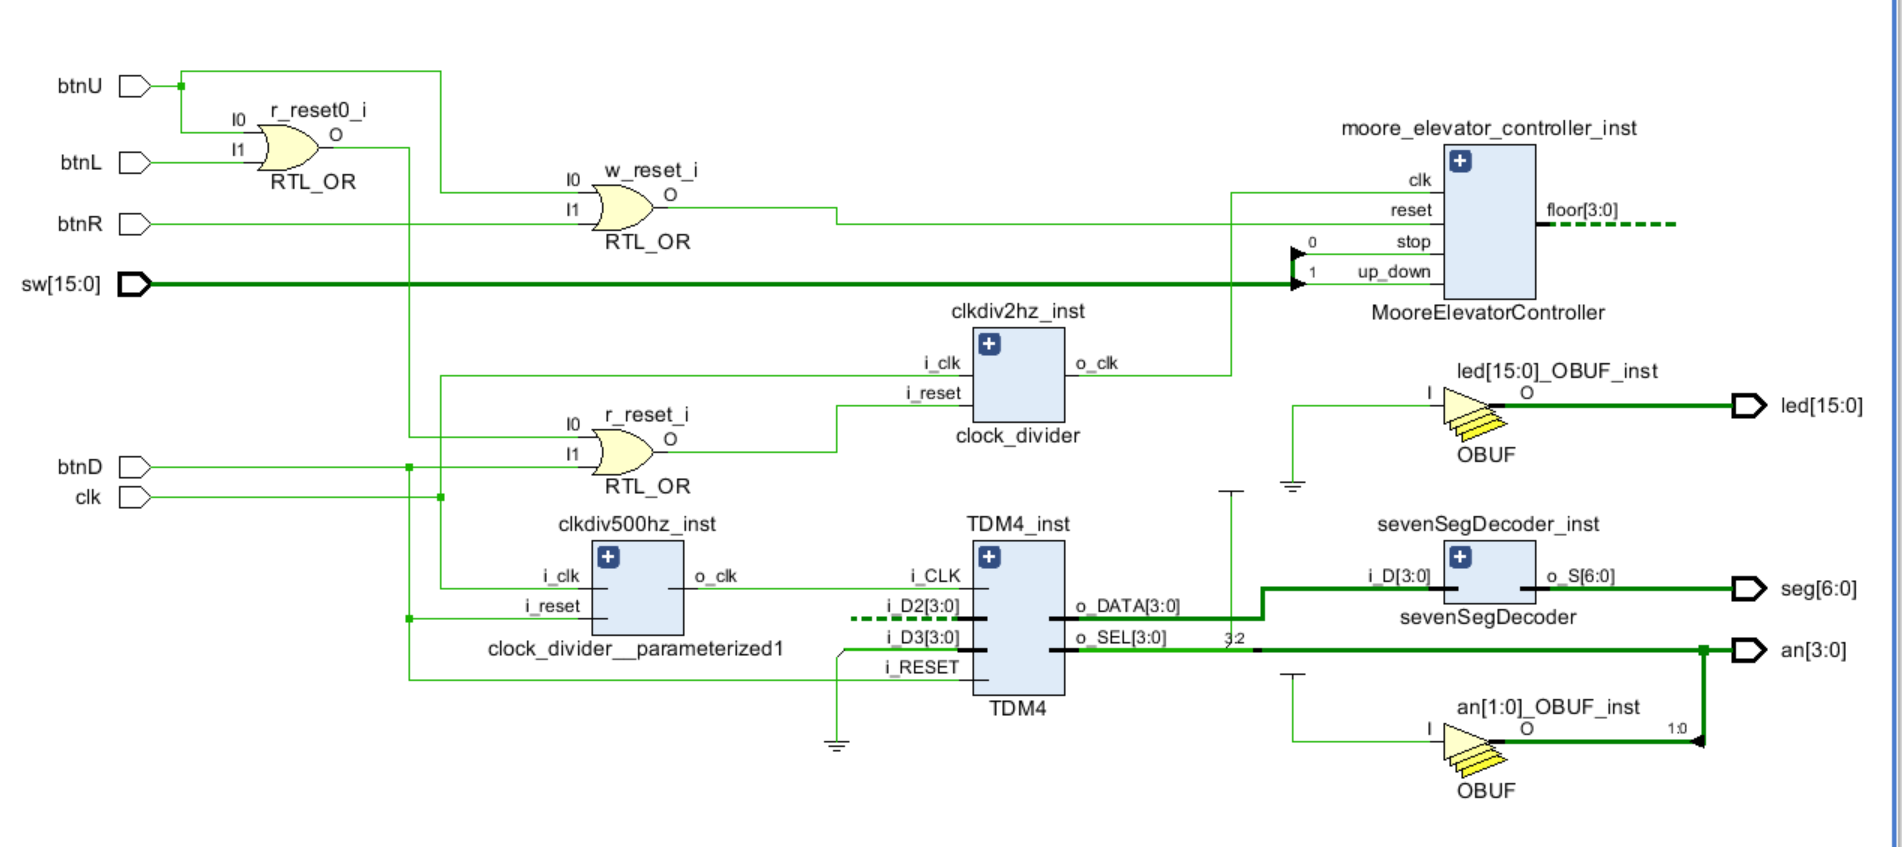 btnU
r_reset0_i
I0
O
I1
btnL
RTL_OR
w_reset_i
I0
O
I1
btnR
RTL_OR
sw[15:0]
moore_elevator_controller_inst
clk
reset
floor[3:0]
0
stop
1
up_down
MooreElevatorController
clkdiv2hz_inst
i_clk
o_clk
i_reset
clock_divider
led[15:0]_OBUF_inst
I
O
led[15:0]
OBUF
r_reset_i
I0
O
I1
btnD
RTL_OR
clk
clkdiv500hz_inst
i_clk
o_clk
i_reset
clock_divider__parameterized1
TDM4_inst
i_CLK
i_D2[3:0]
o_DATA[3:0]
i_D3[3:0]
o_SEL[3:0]
3:2
i_RESET
TDM4
sevenSegDecoder_inst
i_D[3:0]
o_S[6:0]
seg[6:0]
sevenSegDecoder
an[3:0]
an[1:0]_OBUF_inst
I
O
1:0
OBUF